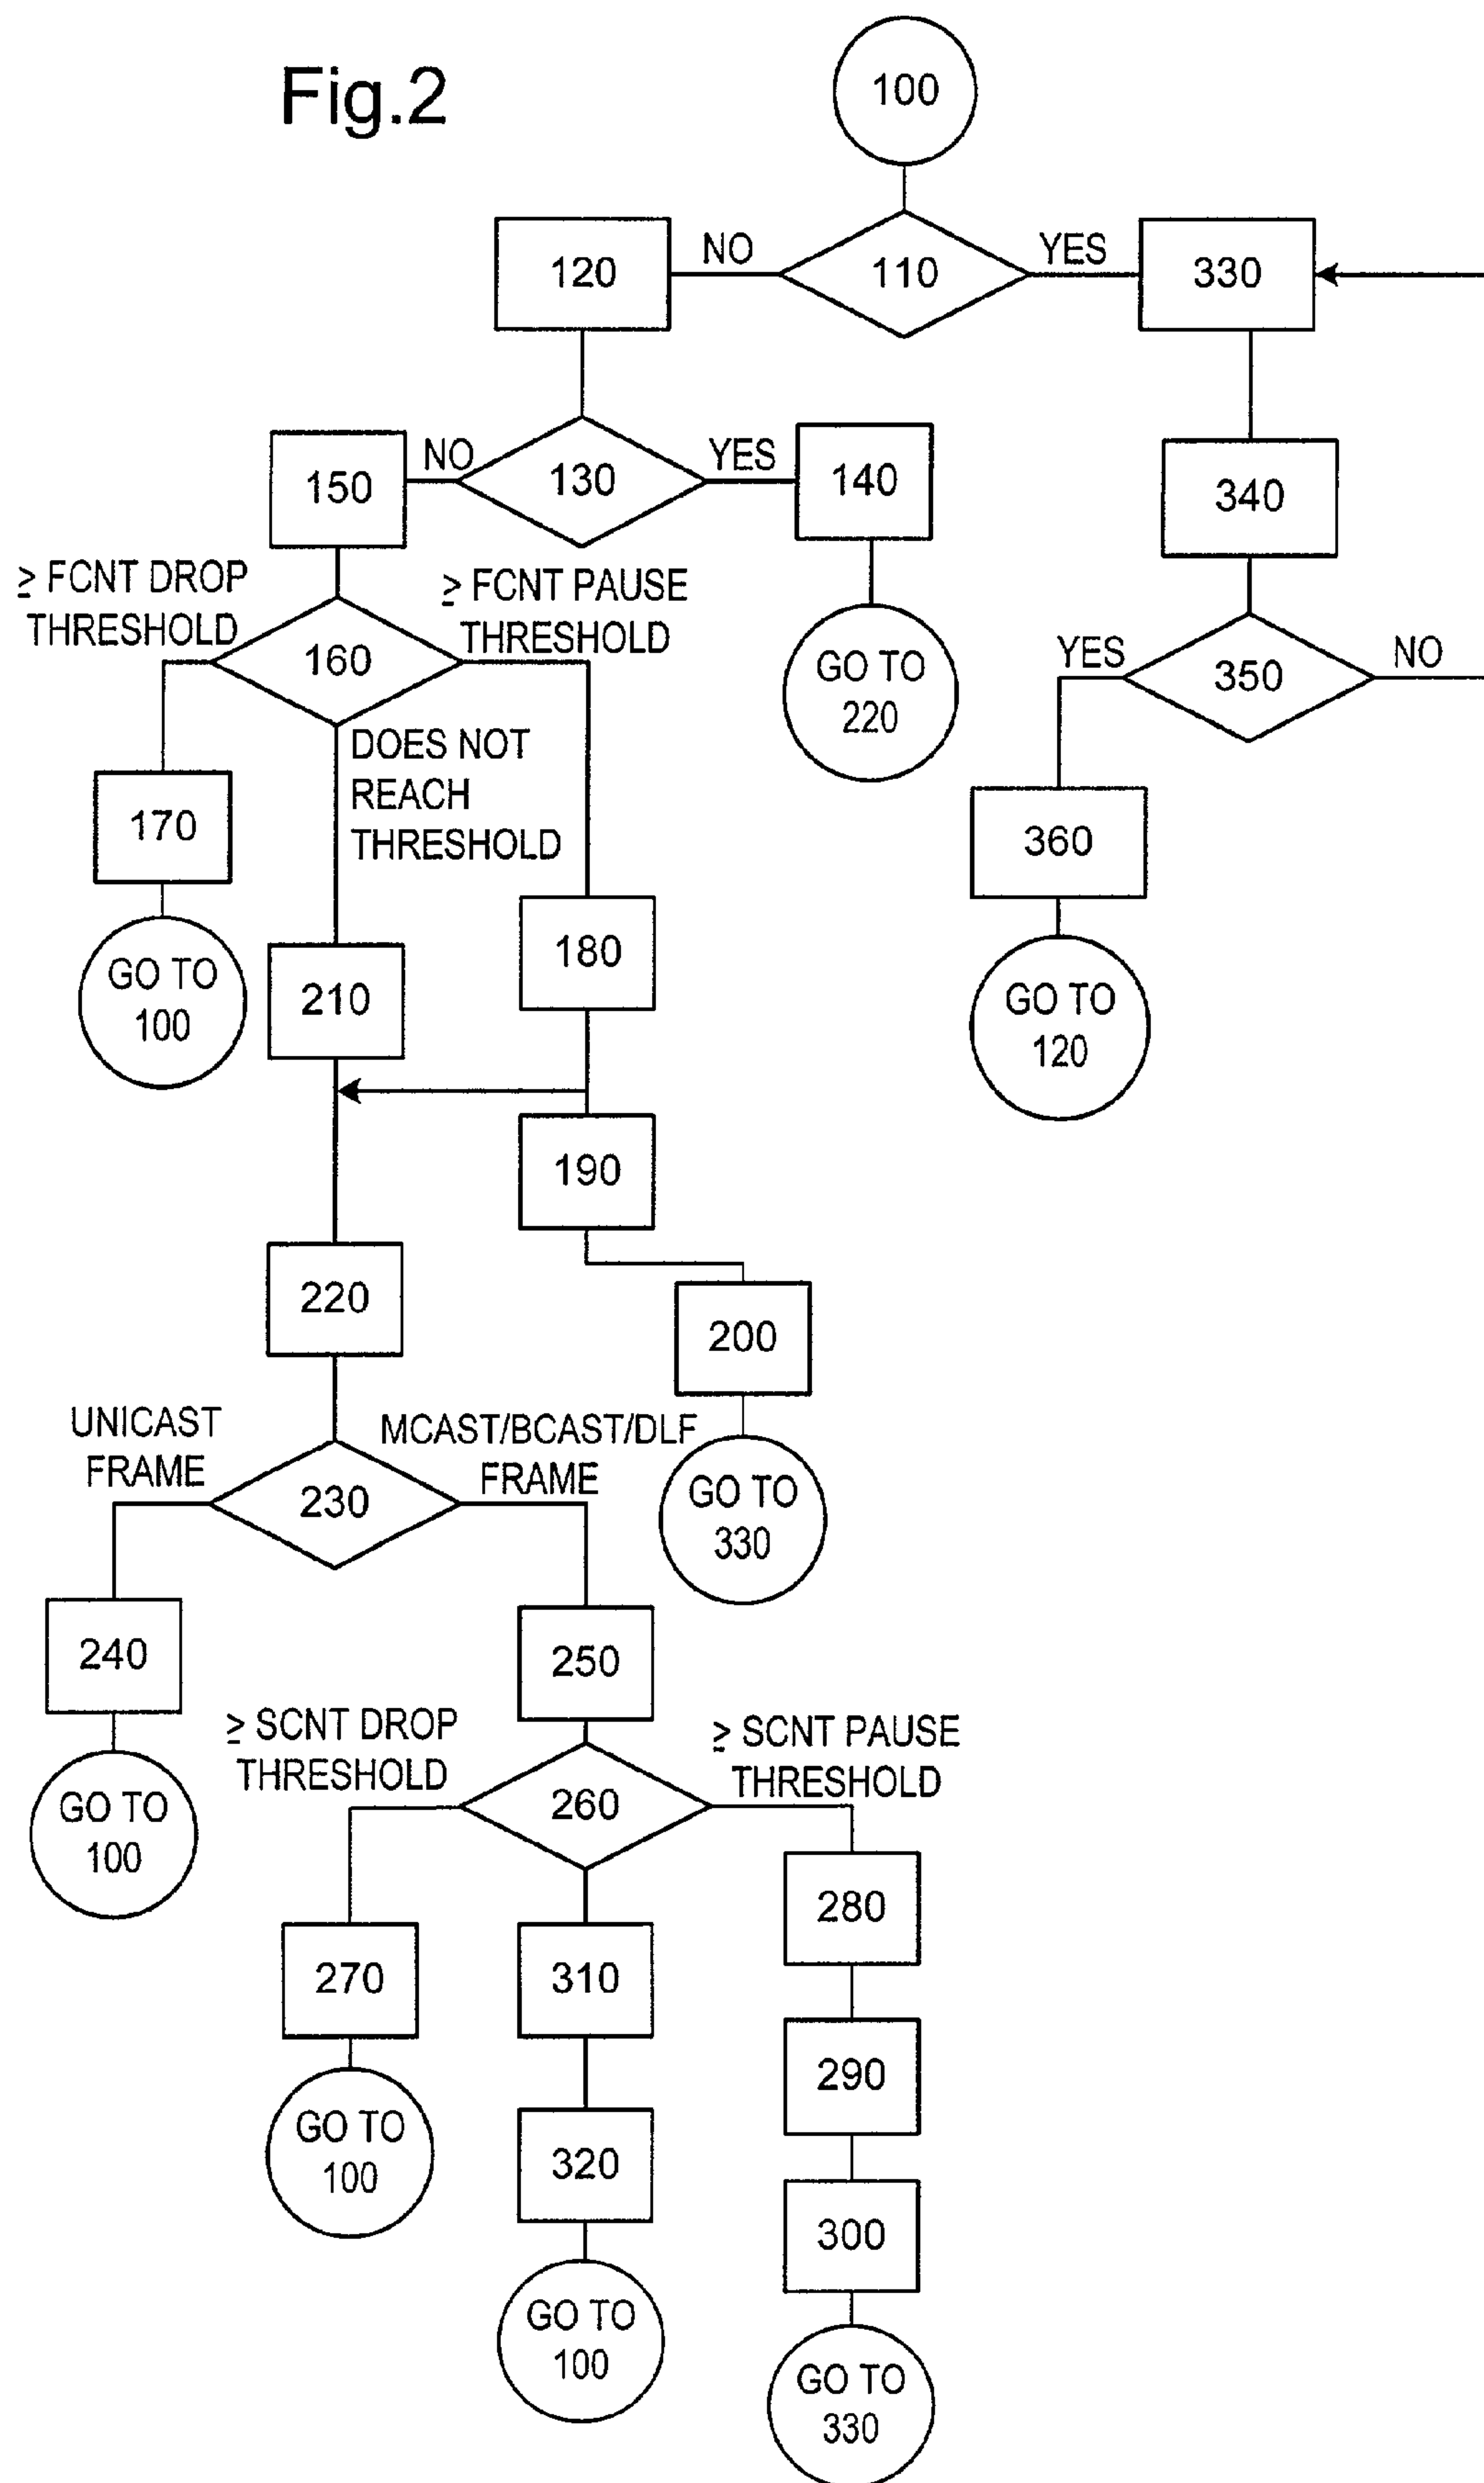 Fig.2
100
120
NO
110
YES
330
150
NO
130
YES
140
340
≥ FCNT DROP
THRESHOLD
160
≥ FCNT PAUSE
THRESHOLD
GO TO
220
YES
350
NO
DOES NOT
REACH
THRESHOLD
170
360
GO TO
100
210
180
GO TO
120
190
220
200
UNICAST
FRAME
230
MCAST/BCAST/DLF
FRAME
GO TO
330
240
250
≥ SCNT DROP
THRESHOLD
260
≥ SCNT PAUSE
THRESHOLD
GO TO
100
270
310
280
290
GO TO
100
320
300
GO TO
100
GO TO
330